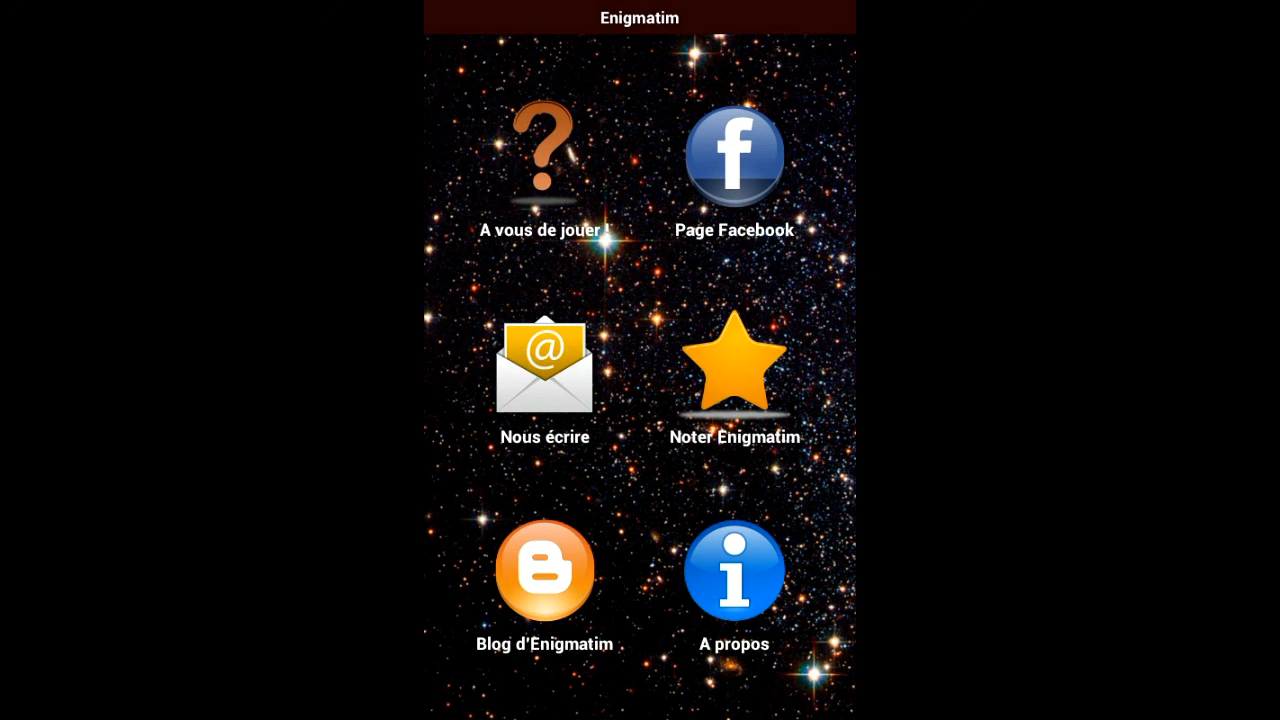 Enigmatim
A vous de jouer !
Page Facebook
Nous écrire
Noter Enigmatim
Blog d'Enigmatim
A propos